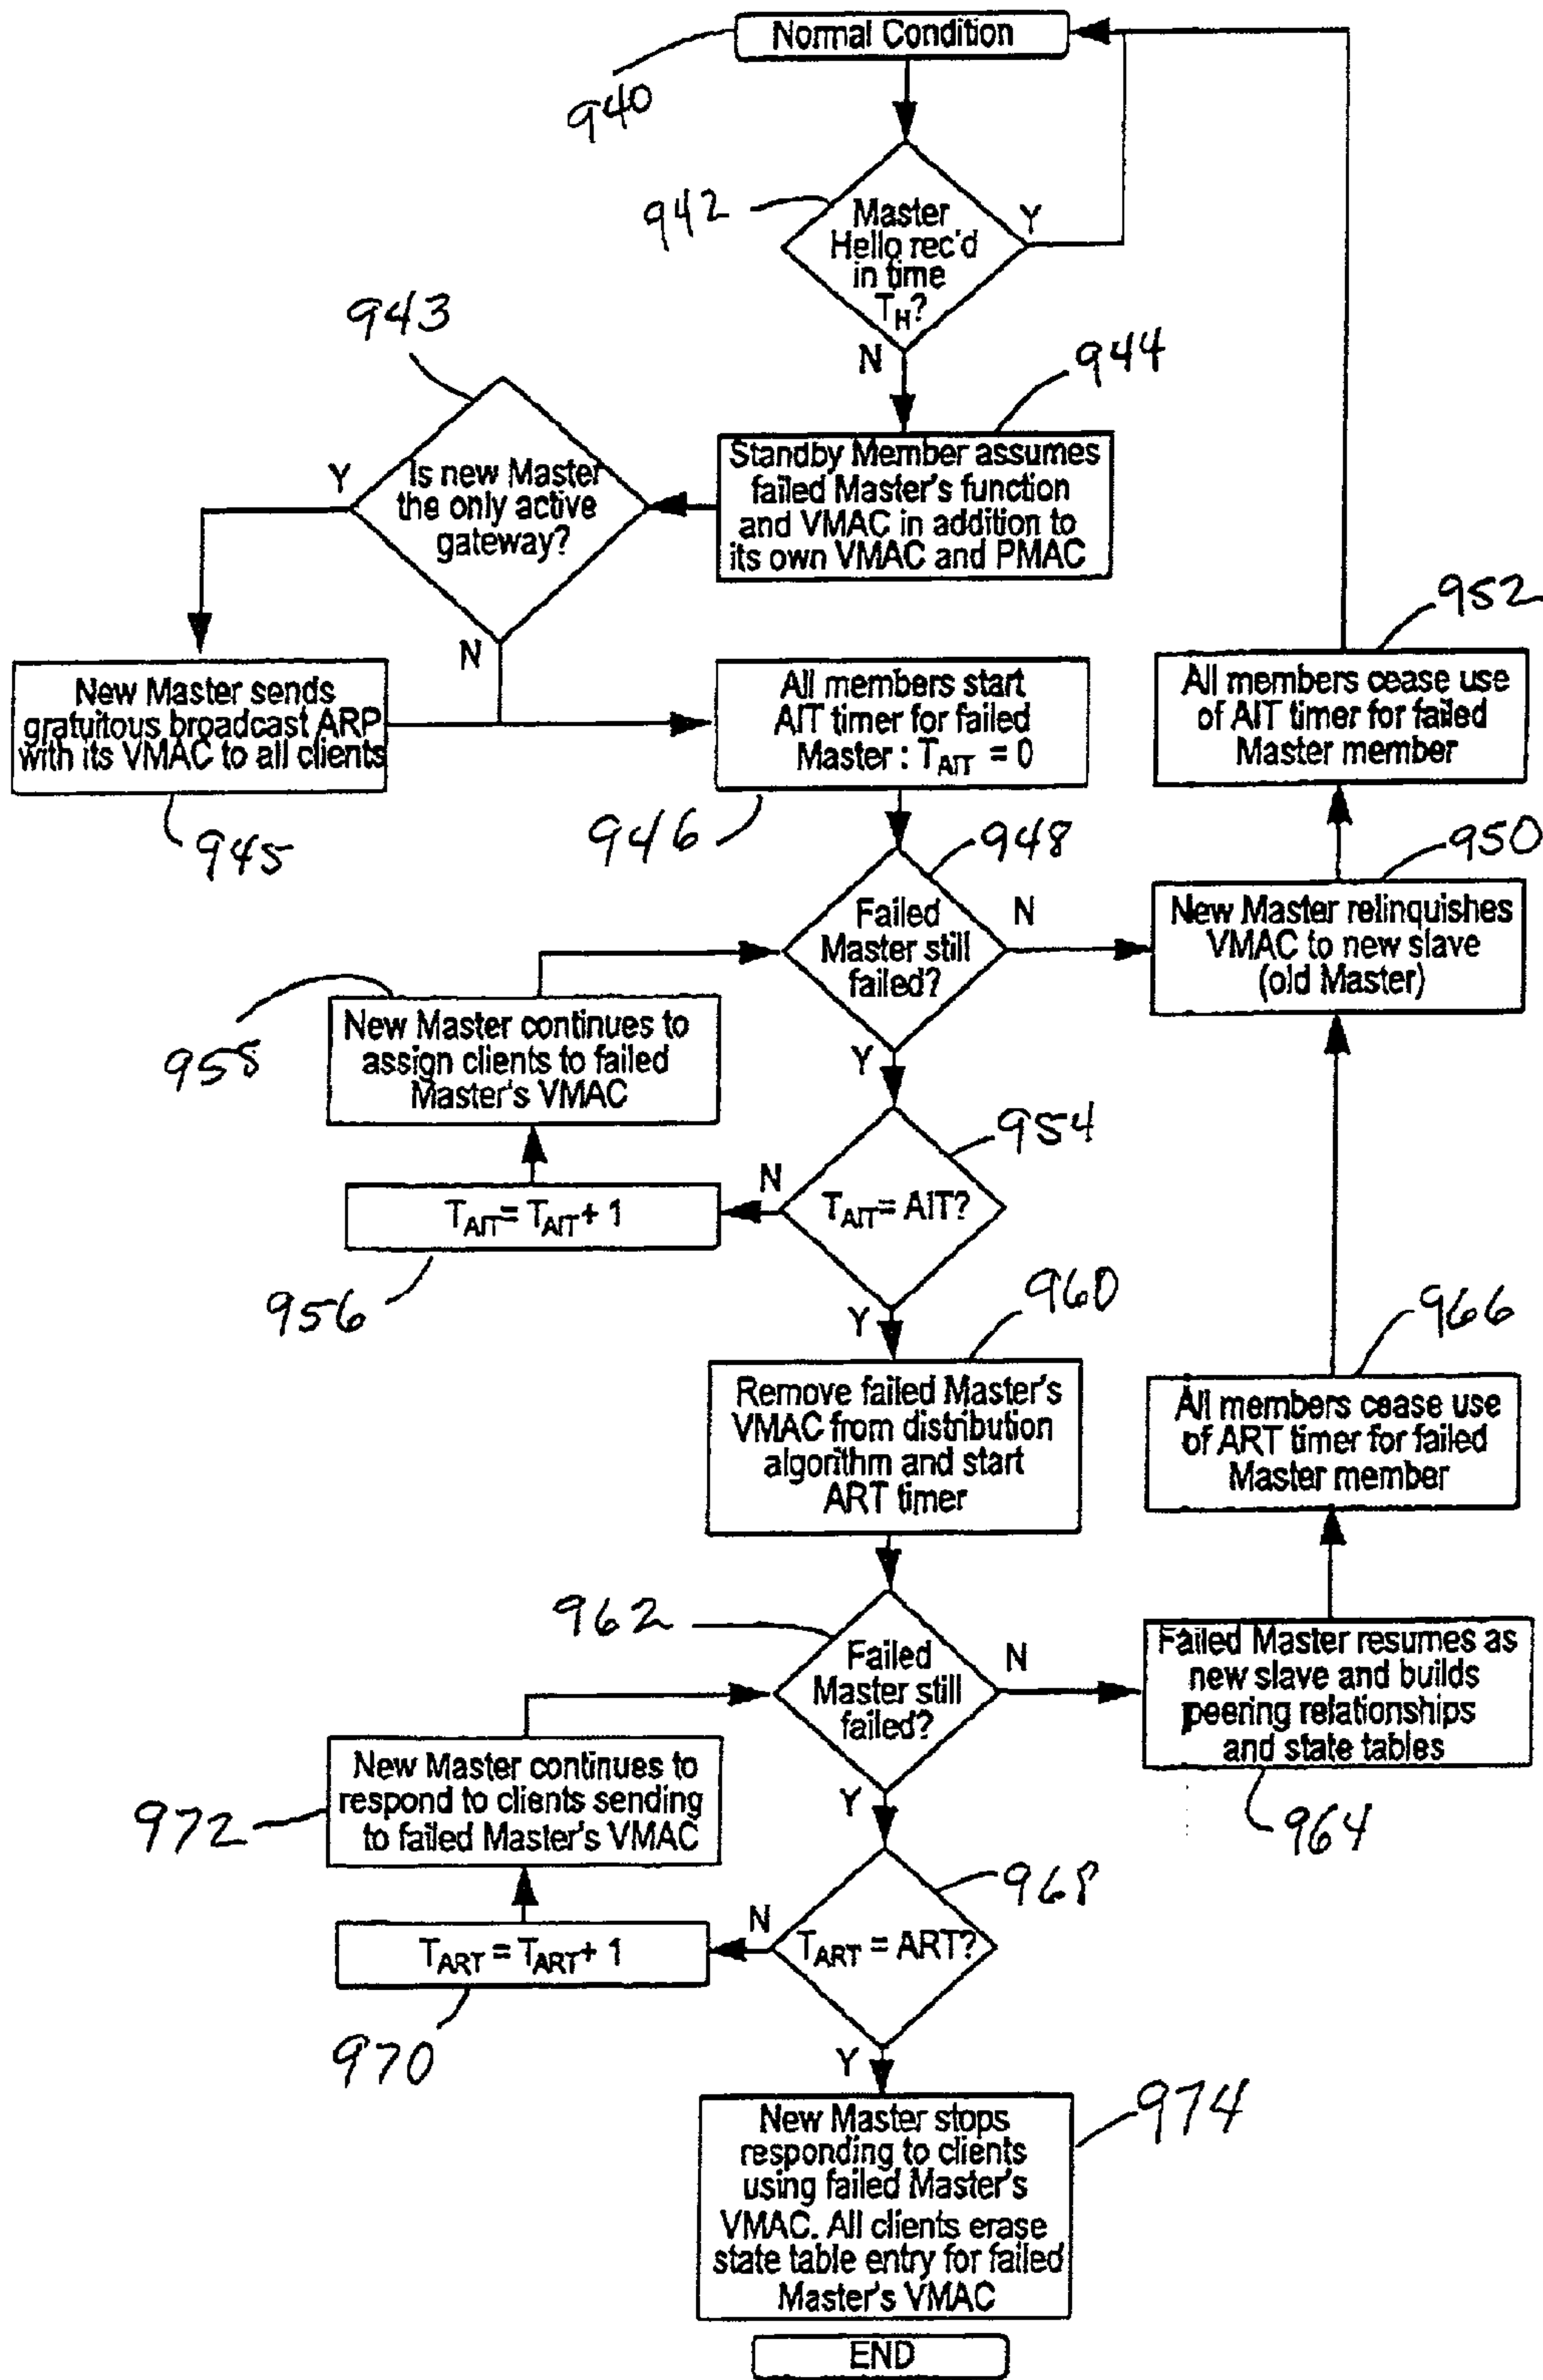 Normal Condition
940
942
Master
Hello rec'd
in time
T_H?
Y
N
943
944
Standby Member assumes
failed Master's function
and VMAC in addition to
its own VMAC and PMAC
Is new Master
the only active
gateway?
Y
N
945
New Master sends
gratuitous broadcast ARP
with its VMAC to all clients
946
All members start
AIT timer for failed
Master : T_AIT = 0
952
All members cease use
of AIT timer for failed
Master member
948
Failed
Master still
failed?
N
Y
950
New Master relinquishes
VMAC to new slave
(old Master)
958
New Master continues to
assign clients to failed
Master's VMAC
954
T_AIT = AIT?
N
Y
T_AIT = T_AIT + 1
956
960
Remove failed Master's
VMAC from distribution
algorithm and start
ART timer
966
All members cease use
of ART timer for failed
Master member
962
Failed
Master still
failed?
N
Y
Failed Master resumes as
new slave and builds
peering relationships
and state tables
964
972
New Master continues to
respond to clients sending
to failed Master's VMAC
968
T_ART = ART?
N
Y
T_ART = T_ART + 1
970
974
New Master stops
responding to clients
using failed Master's
VMAC. All clients erase
state table entry for failed
Master's VMAC
END